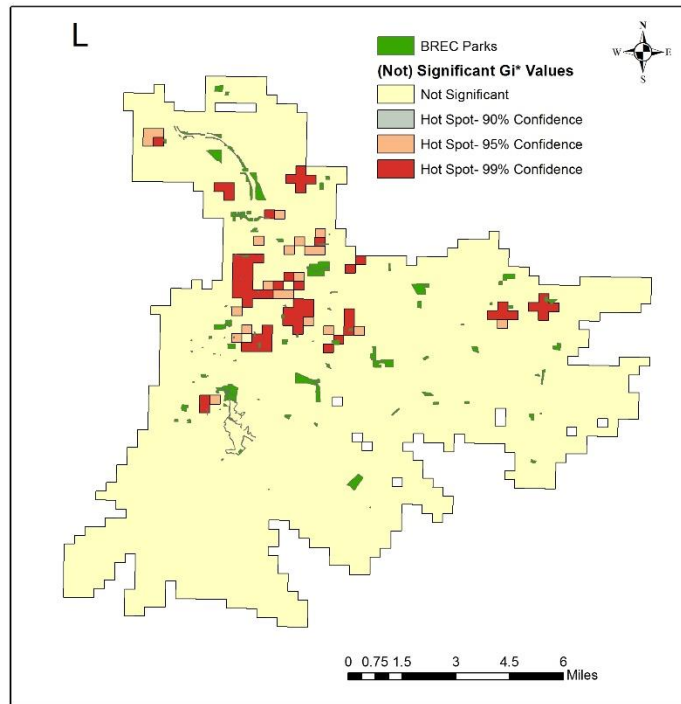 L
BREC Parks
(Not) Significant Gi* Values
Not Significant
Hot Spot- 90% Confidence
Hot Spot- 95% Confidence
Hot Spot- 99% Confidence
N
W E
S
0 0.75 1.5 3 4.5 6
Miles